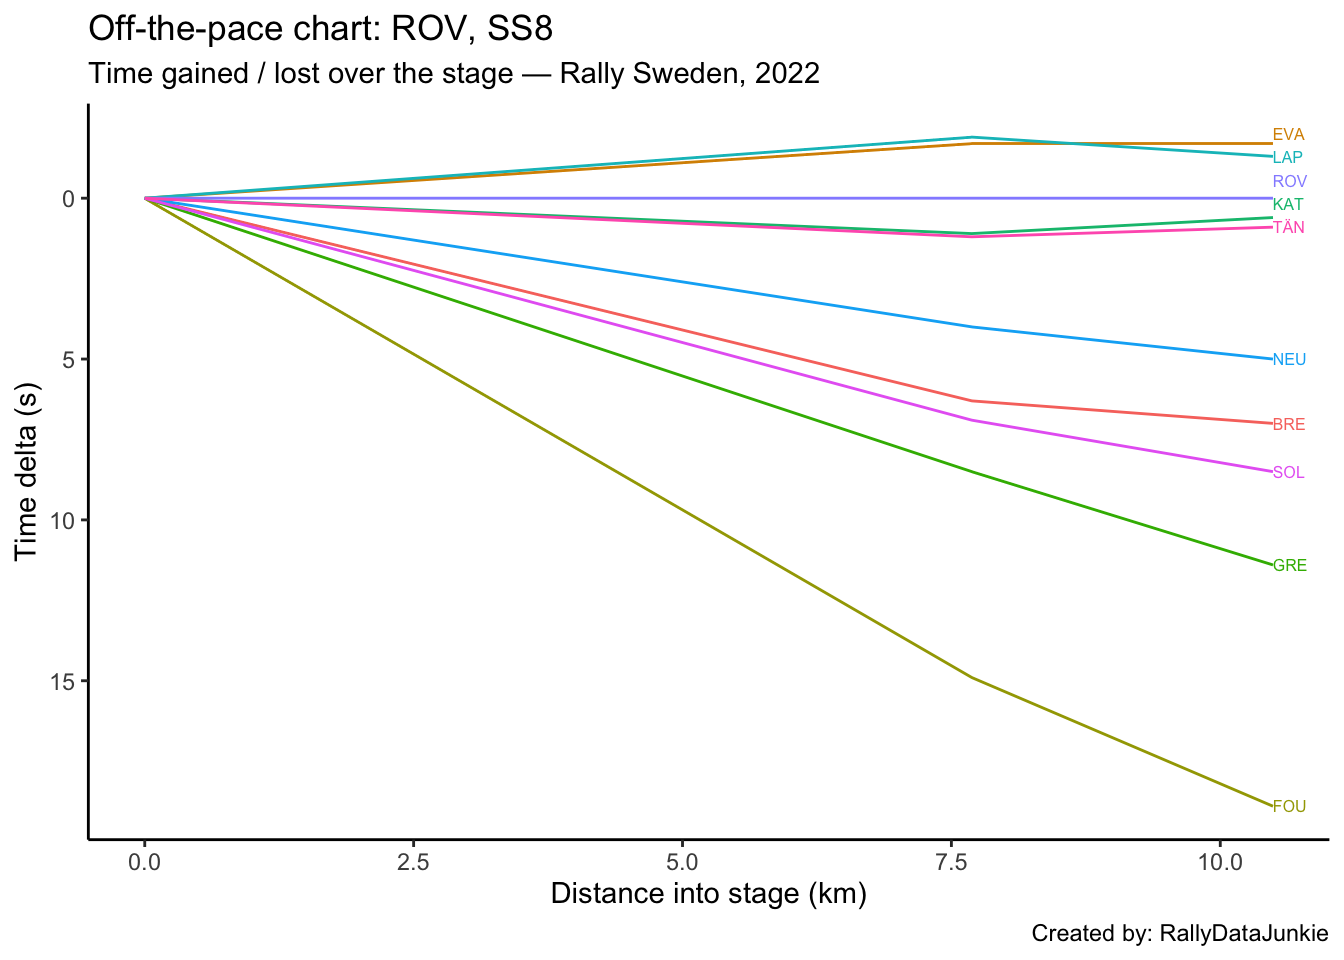 Off-the-pace chart: ROV, SS8
Time gained / lost over the stage — Rally Sweden, 2022
EVA
LAP
ROV
KAT
TÄN
NEU
BRE
SOL
GRE
FOU
0
5
10
15
Time delta (s)
0.0 2.5 5.0 7.5 10.0
Distance into stage (km)
Created by: RallyDataJunkie